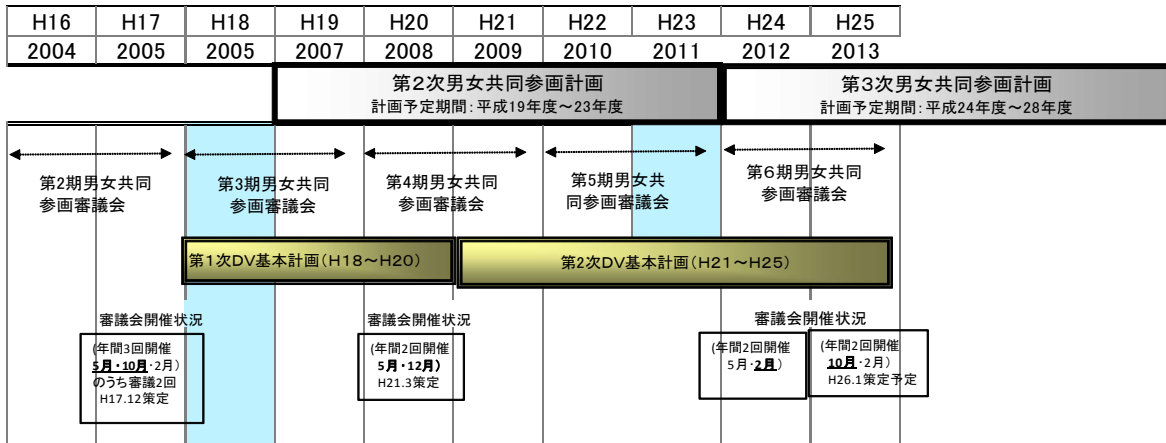 H16 H17 H18 H19 H20 H21 H22 H23 H24 H25
2004 2005 2005 2007 2008 2009 2010 2011 2012 2013
第2次男女共同参画計画
計画予定期間:平成19年度~23年度
第3次男女共同参画計画
計画予定期間:平成24年度~28年度
第2期男女共同
参画審議会
第3期男女共同
参画審議会
第4期男女共同
参画審議会
第5期男女共
同参画審議会
第6期男女共同
参画審議会
第1次DV基本計画(H18~H20)
第2次DV基本計画(H21~H25)
審議会開催状況
(年間3回開催
5月・10月・2月)
のうち審議2回
H17.12策定
審議会開催状況
(年間2回開催
5月・12月)
H21.3策定
審議会開催状況
(年間2回開催
5月・2月)
(年間2回開催
10月・2月)
H26.1策定予定